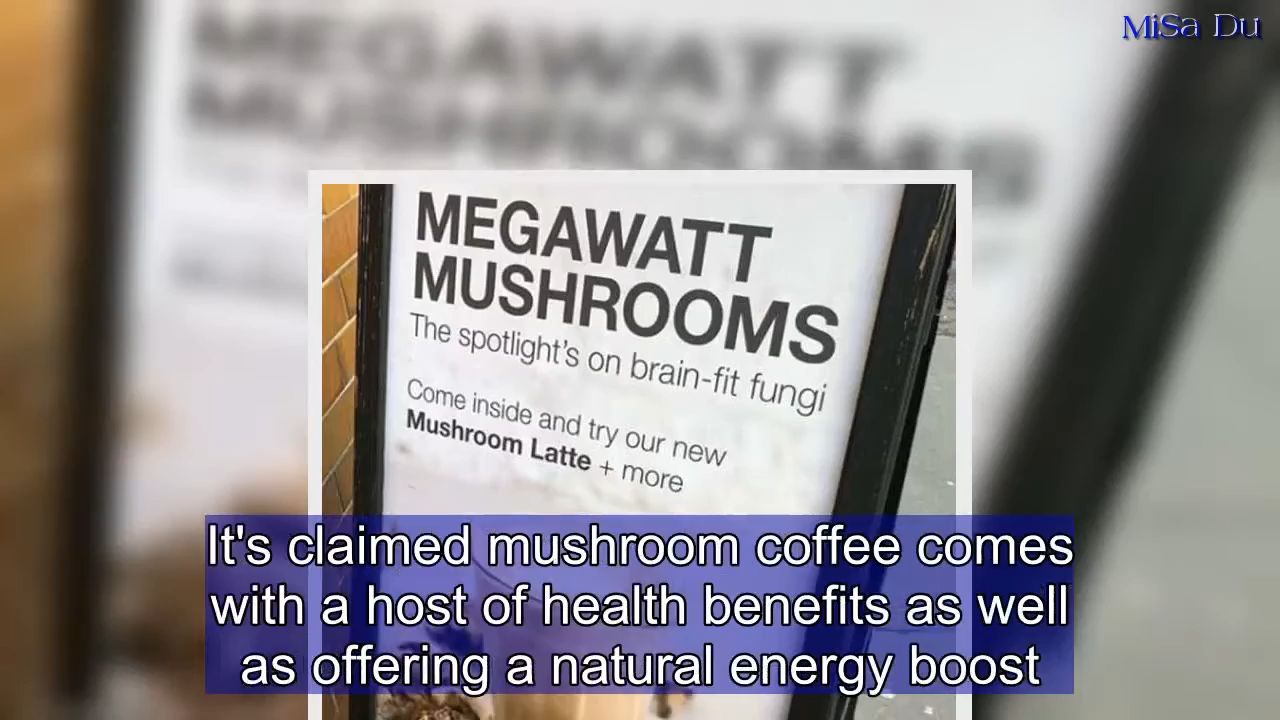 MiSa Du
MEGAWATT
MUSHROOMS
The spotlight's on brain-fit fungi
Come inside and try our new
Mushroom Latte + more
It's claimed mushroom coffee comes
with a host of health benefits as well
as offering a natural energy boost